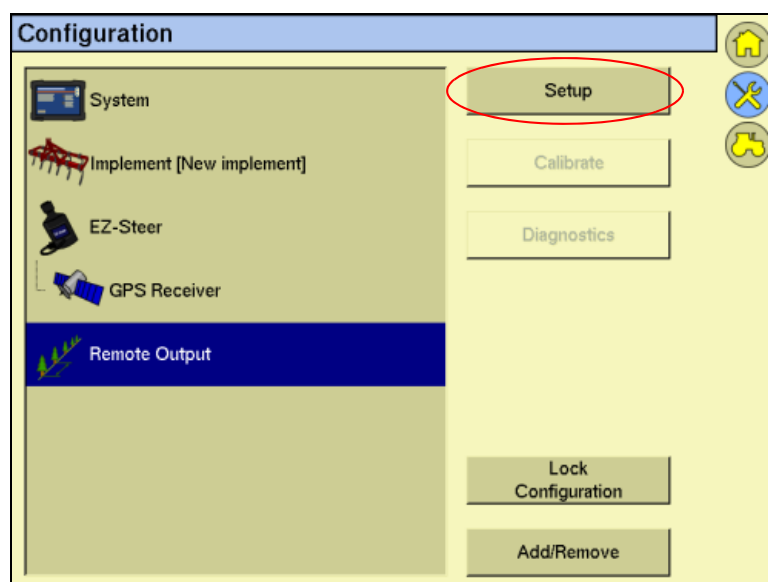 Configuration
System
Implement [New implement]
EZ-Steer
GPS Receiver
Remote Output
Setup
Calibrate
Diagnostics
Lock
Configuration
Add/Remove